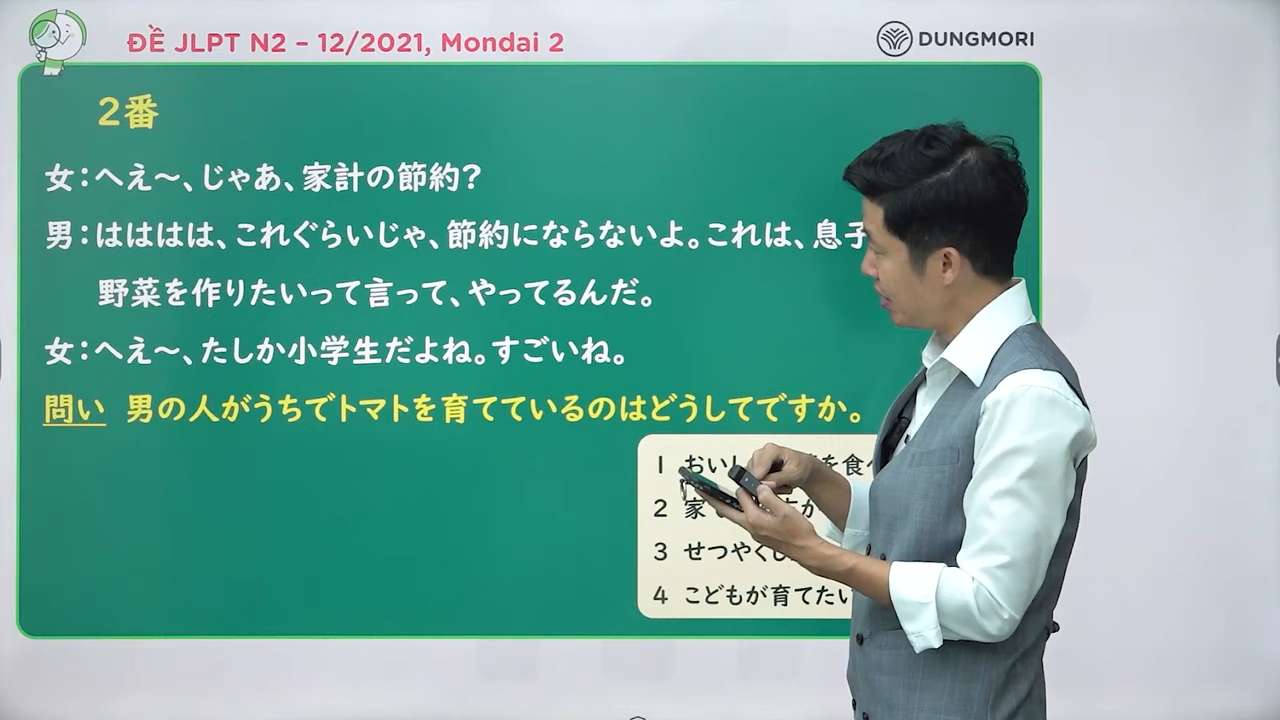 ĐỀ JLPT N2 – 12/2021, Mondai 2
DUNGMORI
2番
女：へえ〜、じゃあ、家計の節約？
男：はははは、これぐらいじゃ、節約にならないよ。これは、息子
野菜を作りたいって言って、やってるんだ。
女：へえ〜、たしか小学生だよね。すごいね。
問い 男の人がうちでトマトを育てているのはどうしてですか。
1 おいし を食
2 家
3 せつやく
4 こどもが育てたい